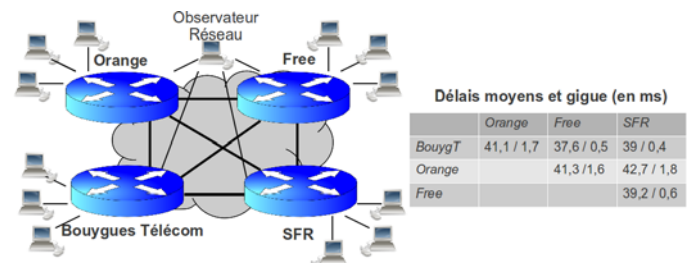 Observateur
Réseau
Orange
Free
Bouygues Télécom
SFR
Délais moyens et gigue (en ms)
Orange Free SFR
BouygT 41,1 / 1,7 37,6 / 0,5 39 / 0,4
Orange 41,3 /1,6 42,7 / 1,8
Free 39,2 / 0,6